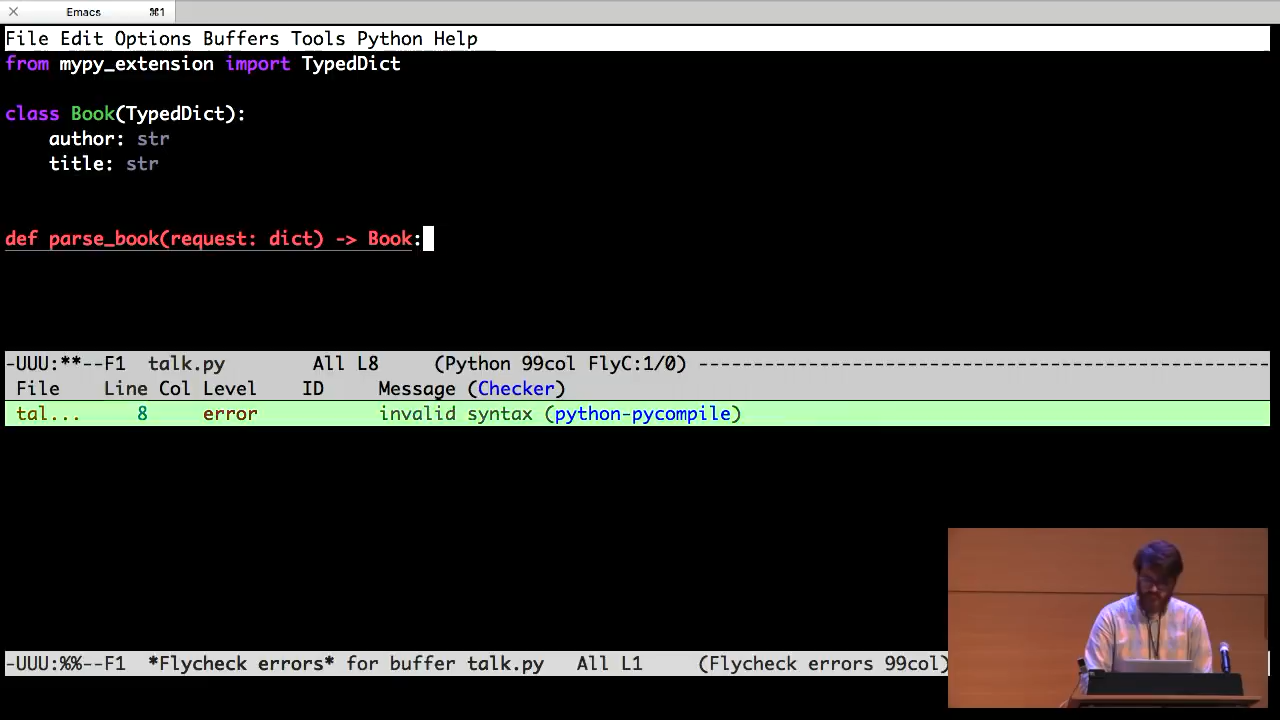 Emacs ⌘1
File Edit Options Buffers Tools Python Help
from mypy_extension import TypedDict
class Book(TypedDict):
author: str
title: str
def parse_book(request: dict) -> Book:
-UUU:**--F1 talk.py All L8 (Python 99col FlyC:1/0) ----------------------------------------------------
File Line Col Level ID Message (Checker)
tal... 8 error invalid syntax (python-pycompile)
-UUU:%%--F1 *Flycheck errors* for buffer talk.py All L1 (Flycheck errors 99col)